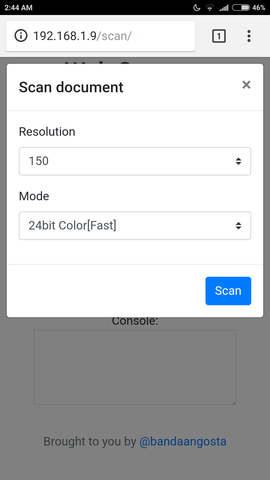 2:44 AM
46%
192.168.1.9/scan/
1
Scan document
×
Resolution
150
Mode
24bit Color[Fast]
Scan
Console:
Brought to you by @bandaangosta